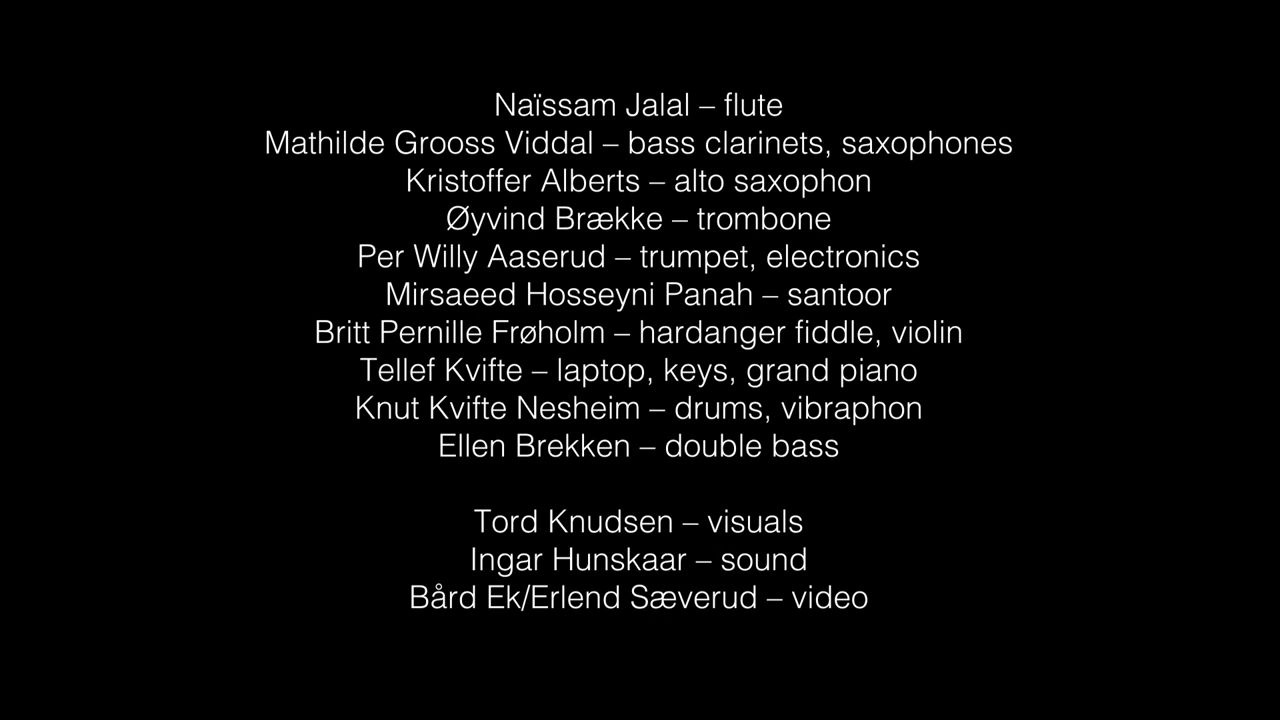 Naïssam Jalal – flute
Mathilde Grooss Viddal – bass clarinets, saxophones
Kristoffer Alberts – alto saxophon
Øyvind Brække – trombone
Per Willy Aaserud – trumpet, electronics
Mirsaeed Hosseyni Panah – santoor
Britt Pernille Frøholm – hardanger fiddle, violin
Tellef Kvifte – laptop, keys, grand piano
Knut Kvifte Nesheim – drums, vibraphon
Ellen Brekken – double bass
Tord Knudsen – visuals
Ingar Hunskaar – sound
Bård Ek/Erlend Sæverud – video